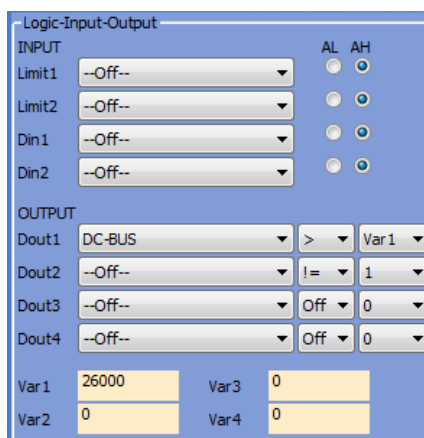 Logic-Input-Output
INPUT AL AH
Limit1 --Off--
Limit2 --Off--
Din1 --Off--
Din2 --Off--
OUTPUT
Dout1 DC-BUS > Var1
Dout2 --Off-- != 1
Dout3 --Off-- Off 0
Dout4 --Off-- Off 0
Var1 26000 Var3 0
Var2 0 Var4 0